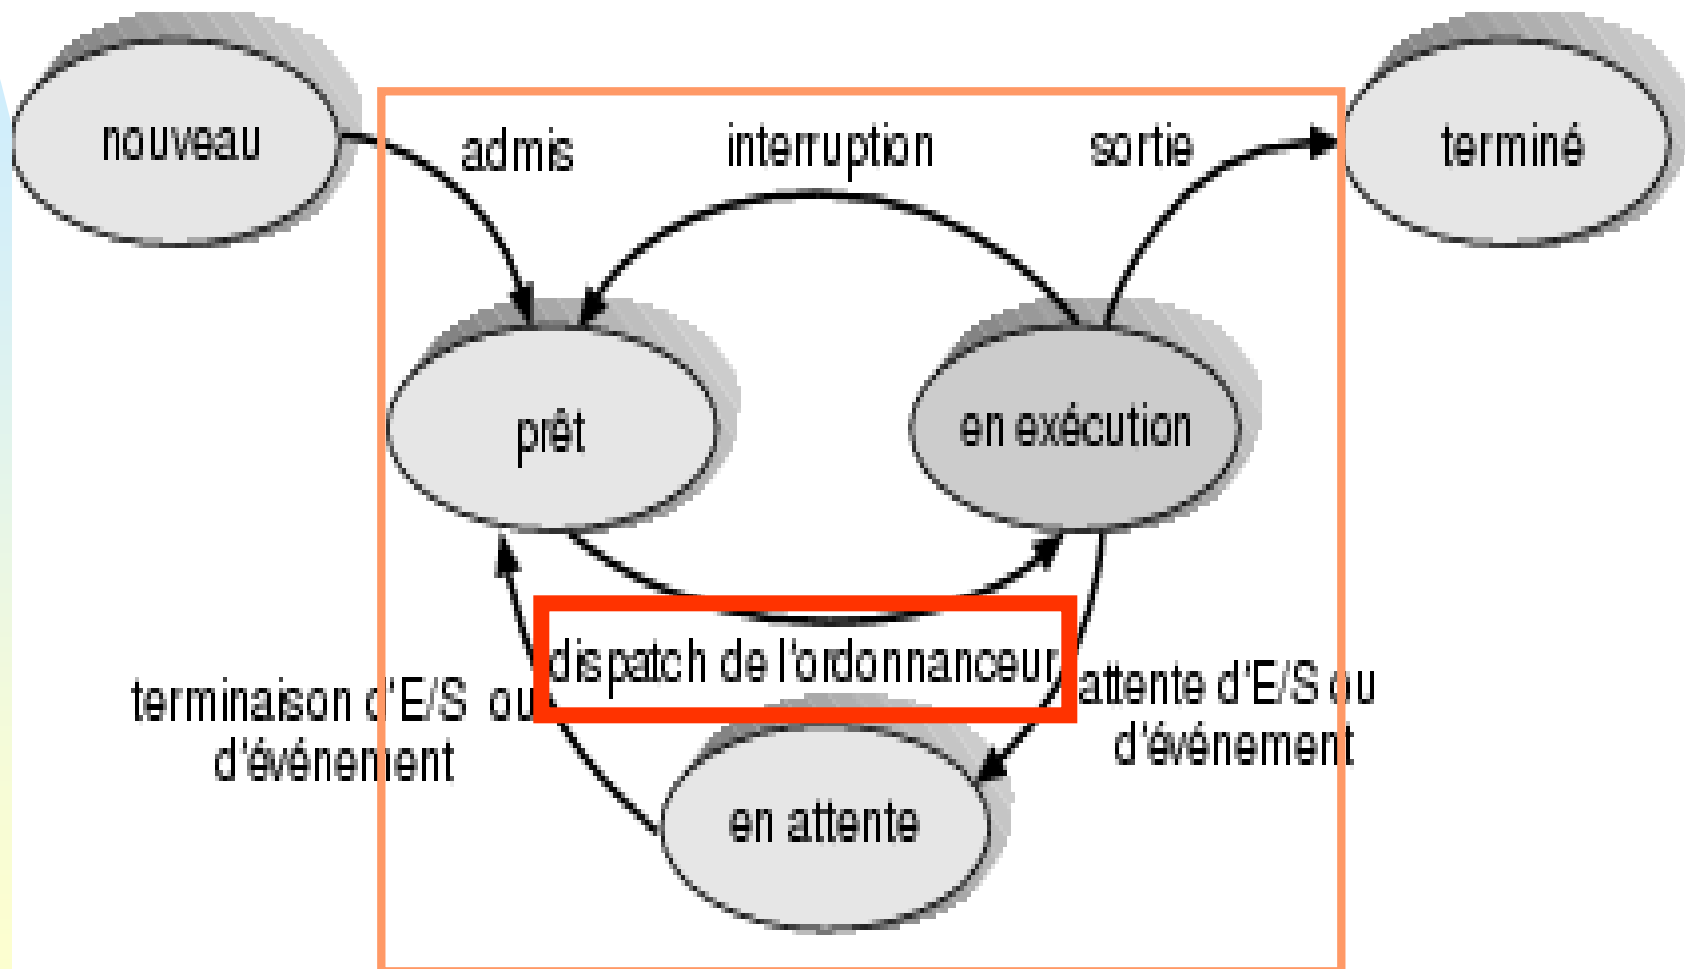 nouveau
admis
interruption
sortie
terminé
prêt
en exécution
dispatch de l'ordonnanceur
terminaison d'E/S ou
d'événement
attente d'E/S ou
d'événement
en attente